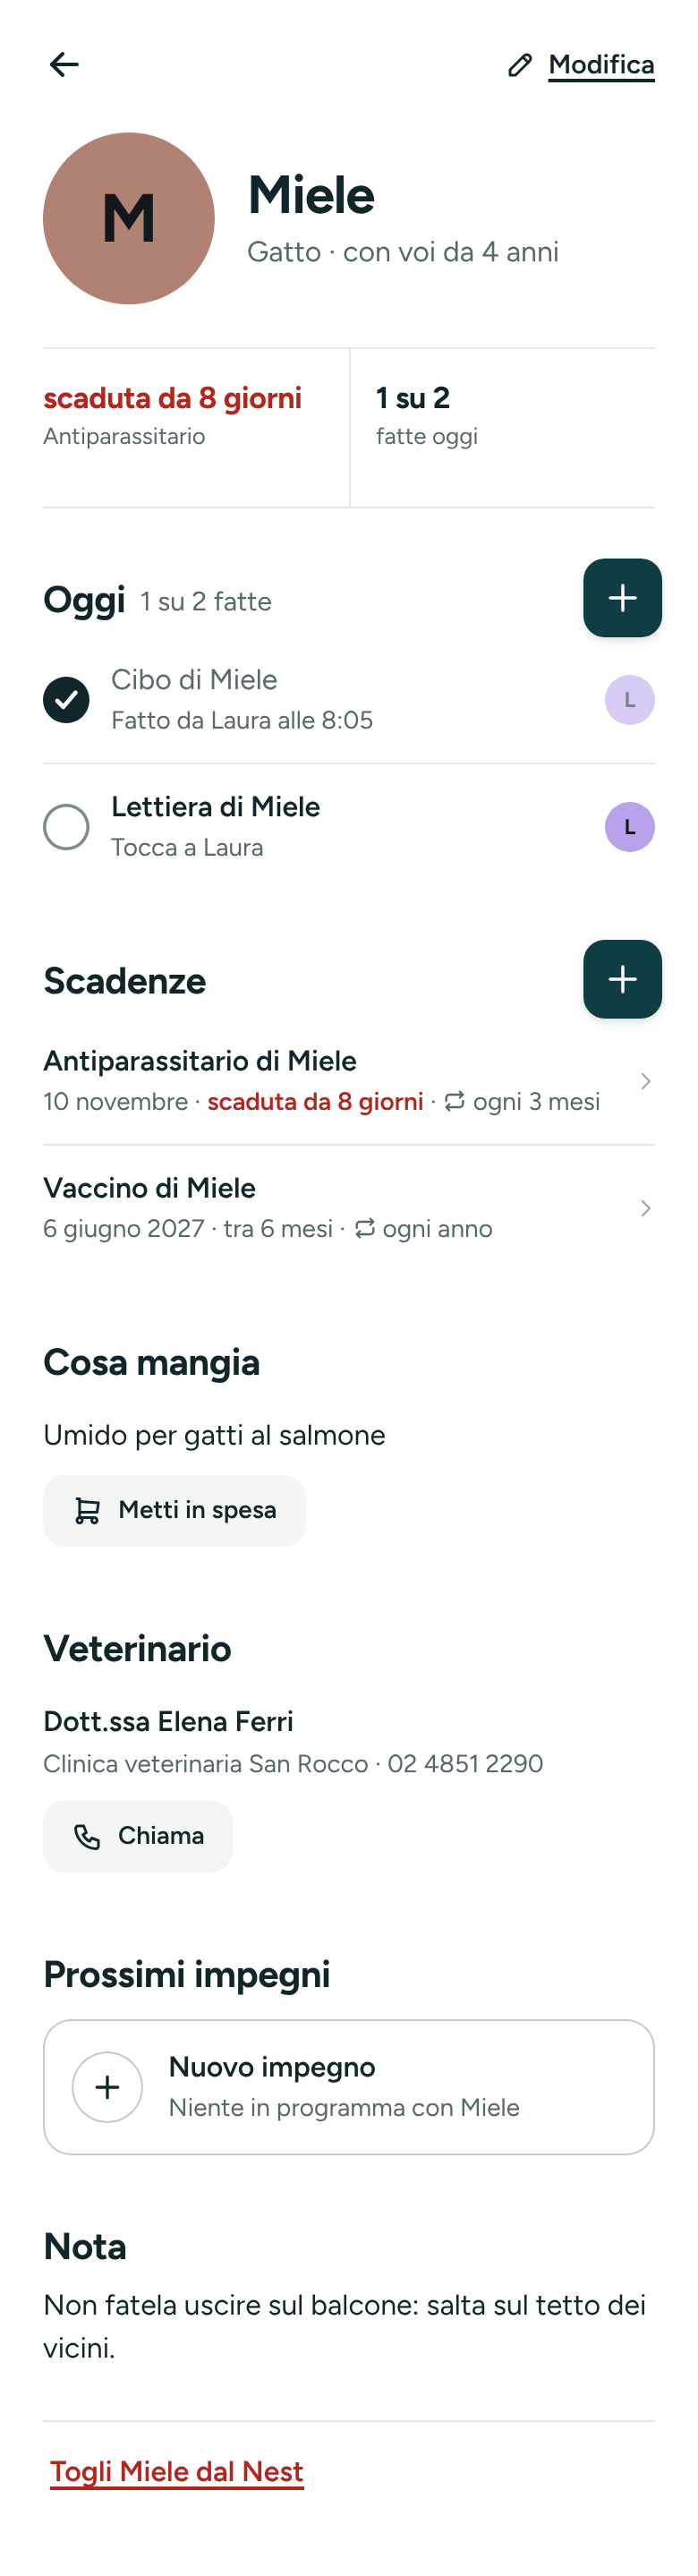 Modifica
M
Miele
Gatto · con voi da 4 anni
scaduta da 8 giorni
Antiparassitario
1 su 2
fatte oggi
Oggi 1 su 2 fatte
Cibo di Miele
Fatto da Laura alle 8:05
L
Lettiera di Miele
Tocca a Laura
L
Scadenze
Antiparassitario di Miele
10 novembre · scaduta da 8 giorni · ogni 3 mesi
Vaccino di Miele
6 giugno 2027 · tra 6 mesi · ogni anno
Cosa mangia
Umido per gatti al salmone
Metti in spesa
Veterinario
Dott.ssa Elena Ferri
Clinica veterinaria San Rocco · 02 4851 2290
Chiama
Prossimi impegni
Nuovo impegno
Niente in programma con Miele
Nota
Non fatela uscire sul balcone: salta sul tetto dei
vicini.
Togli Miele dal Nest